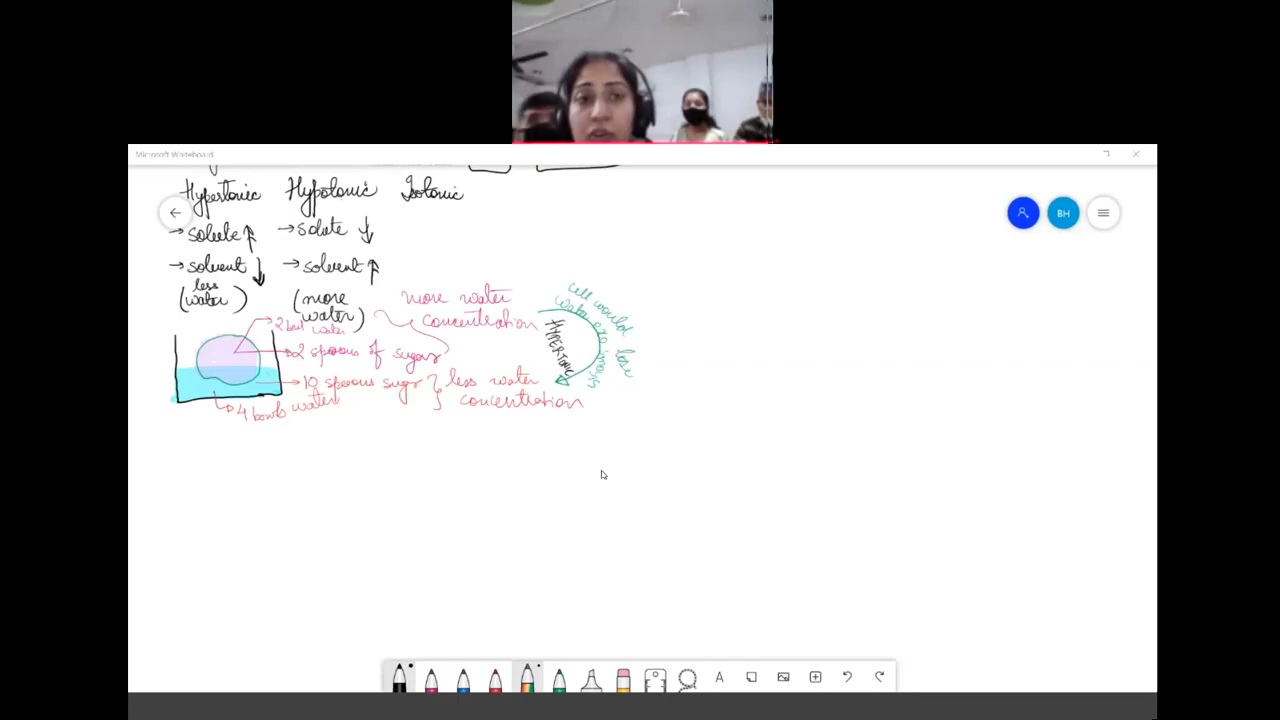 Microsoft Whiteboard
Hypertonic Hypotonic Isotonic
→ solute ↑ → solute ↓
→ solvent ↓ → solvent ↑
(less water) (more water)
BH
more water
concentration
2 bowl water
→ 2 spoons of sugar
→ 10 spoons sugr } less water
concentration
→ 4 bowls water
cell would lose
water exo
HYPERTONIC
A